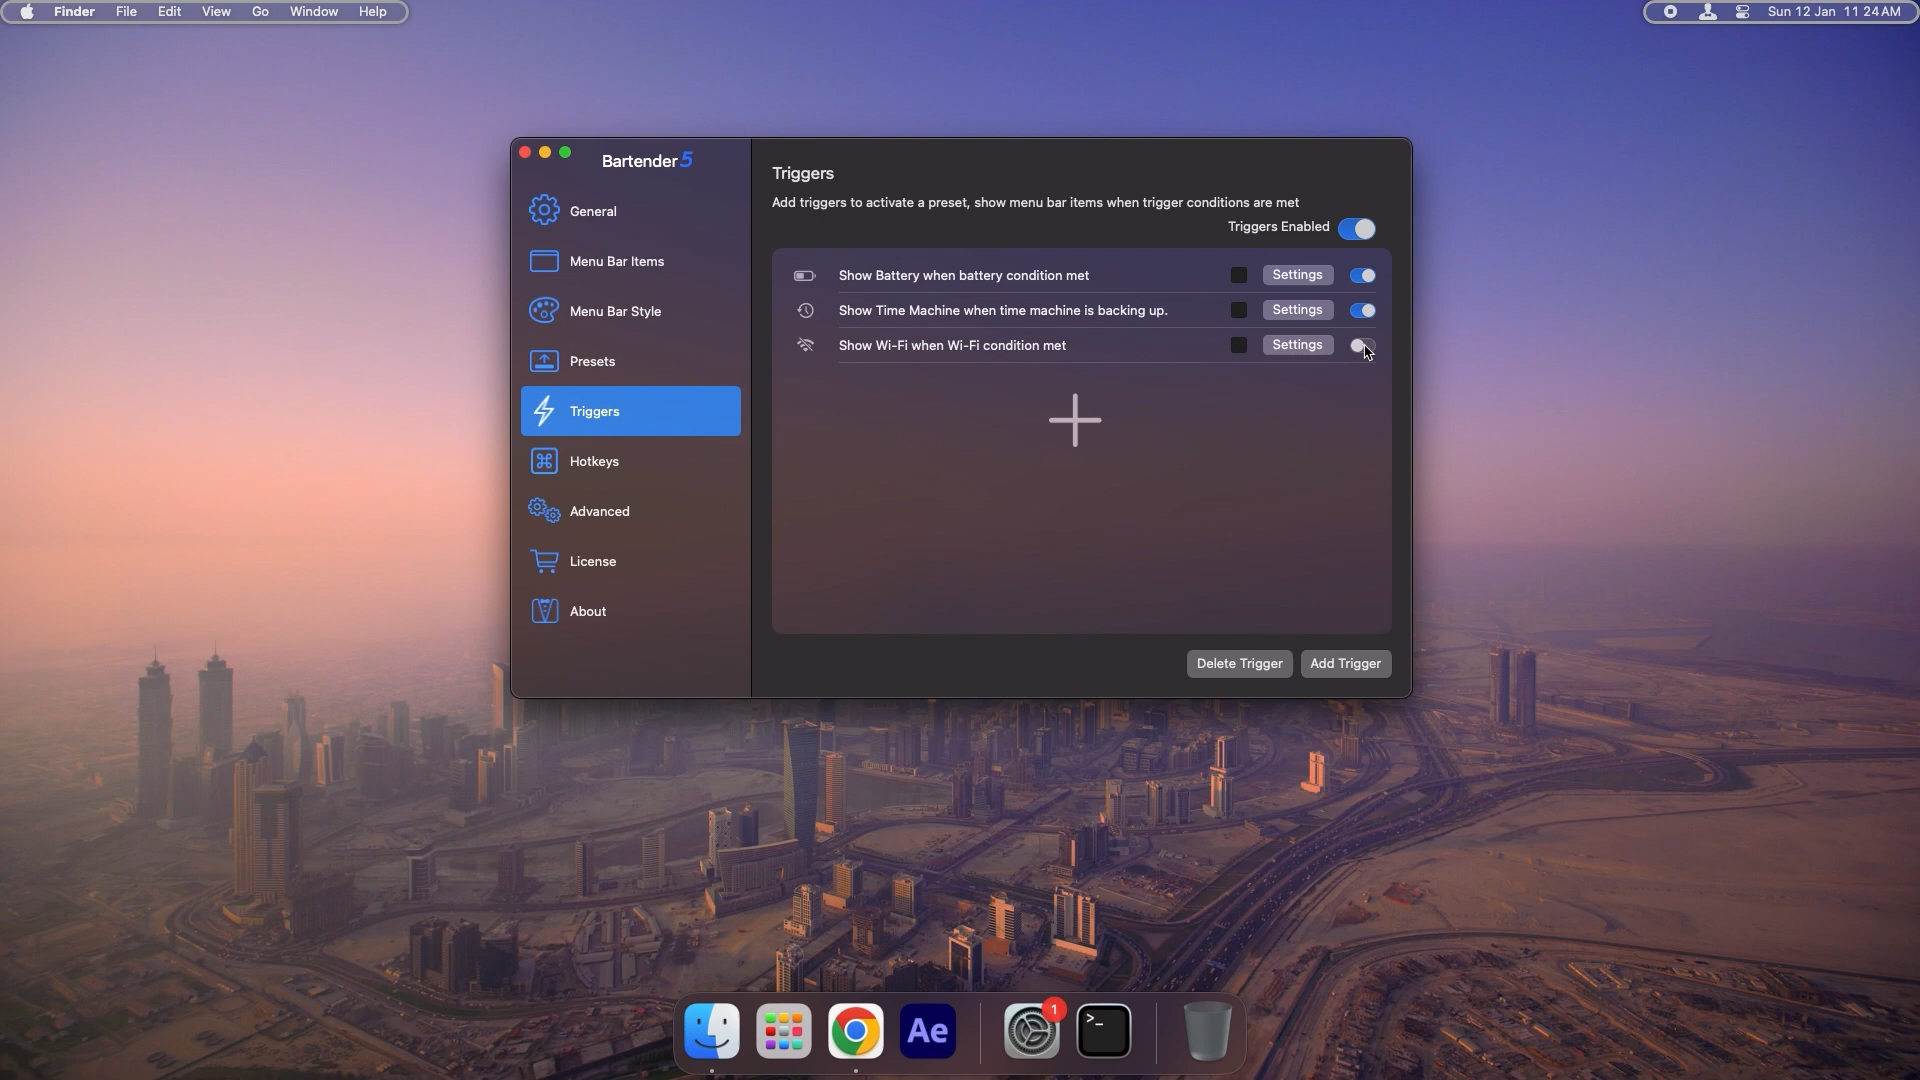 Finder File Edit View Go Window Help
Sun 12 Jan 11 24 AM
Bartender 5
General
Menu Bar Items
Menu Bar Style
Presets
Triggers
Hotkeys
Advanced
License
About
Triggers
Add triggers to activate a preset, show menu bar items when trigger conditions are met
Triggers Enabled
Show Battery when battery condition met Settings
Show Time Machine when time machine is backing up. Settings
Show Wi-Fi when Wi-Fi condition met Settings
Delete Trigger Add Trigger
Ae
1
>_